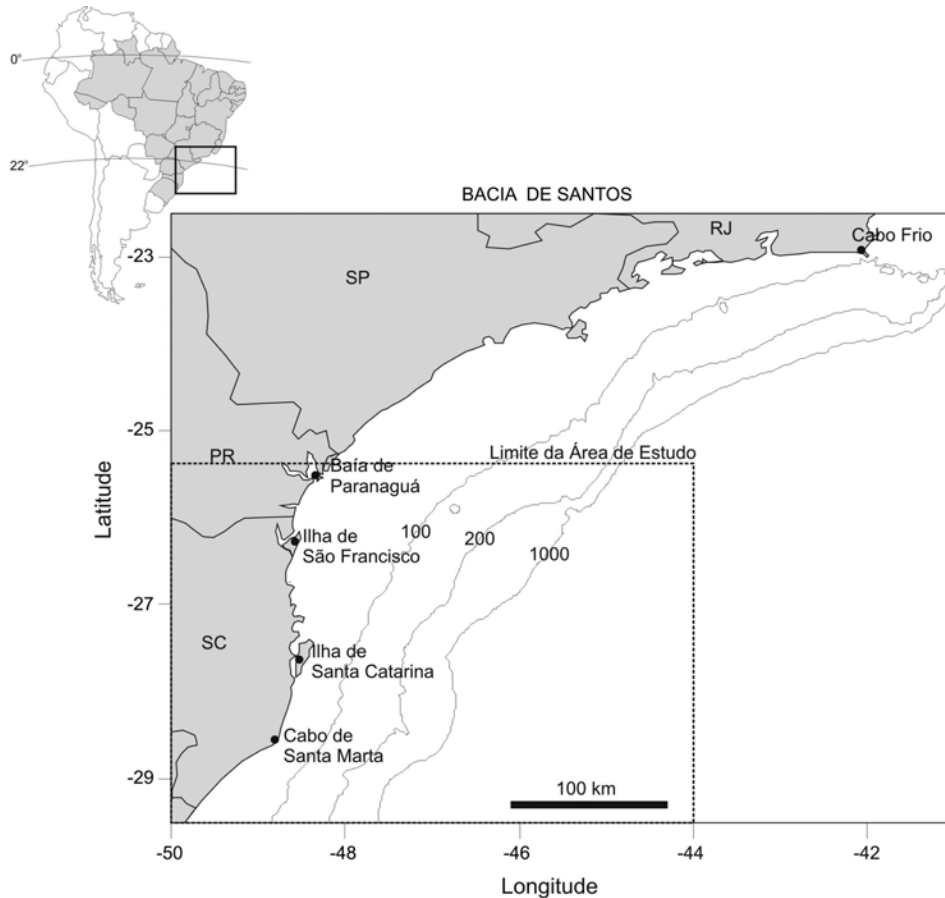 0°
22°
BACIA DE SANTOS
RJ
Cabo Frio
-23
SP
-25
PR
Limite da Área de Estudo
Baía de
Paranaguá
100
200
1000
Ilha de
São Francisco
Latitude
-27
SC
Ilha de
Santa Catarina
Cabo de
Santa Marta
-29
100 km
-50
-48
-46
-44
-42
Longitude